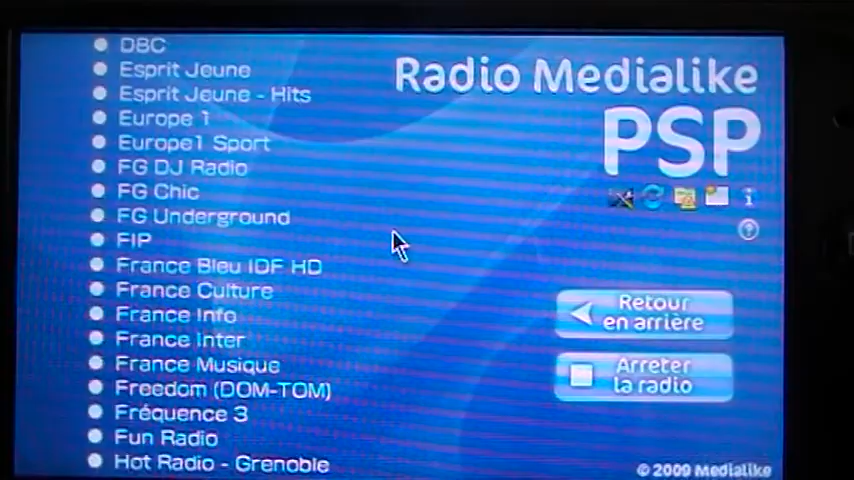 DBC
Esprit Jeune
Esprit Jeune - Hits
Europe 1
Europe1 Sport
FG DJ Radio
FG Chic
FG Underground
FIP
France Bleu IDF HD
France Culture
France Info
France Inter
France Musique
Freedom (DOM-TOM)
Fréquence 3
Fun Radio
Hot Radio - Grenoble
Radio Medialike
PSP
Retour
en arrière
Arreter
la radio
© 2009 Medialike